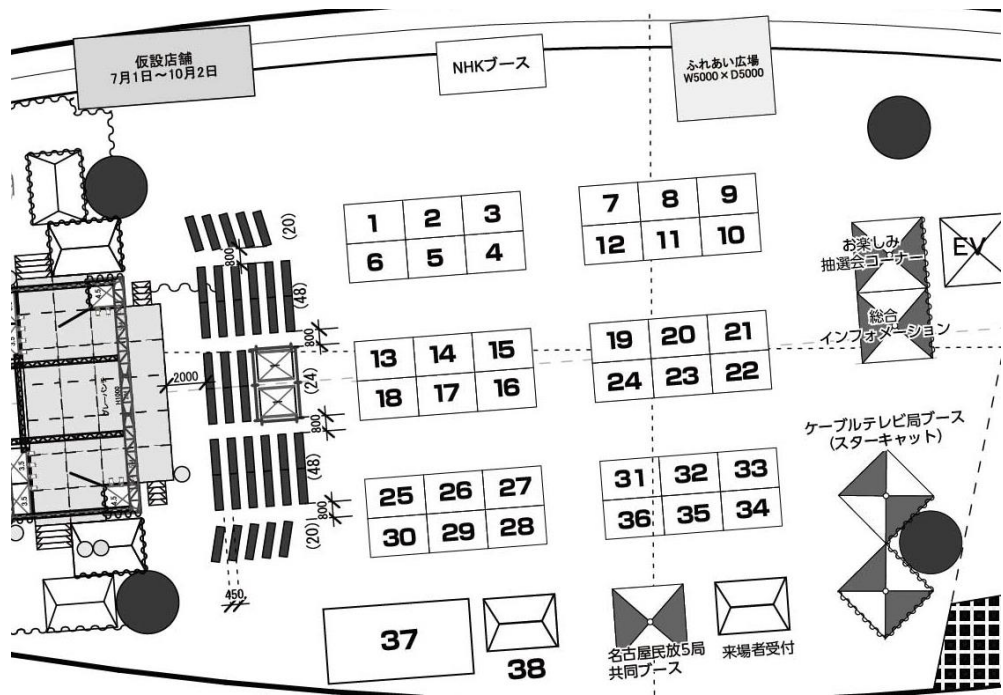 仮設店舗
7月1日～10月2日
NHKブース
ふれあい広場
W5000×D5000
1 2 3
6 5 4
7 8 9
12 11 10
(20)
800
(48)
800
(24)
2000
800
(48)
800
(20)
450
お楽しみ
抽選会コーナー
EV
総合
インフォメーション
13 14 15
18 17 16
19 20 21
24 23 22
ケーブルテレビ局ブース
(スターキャット)
25 26 27
30 29 28
31 32 33
36 35 34
37
38
名古屋民放5局
共同ブース
来場者受付